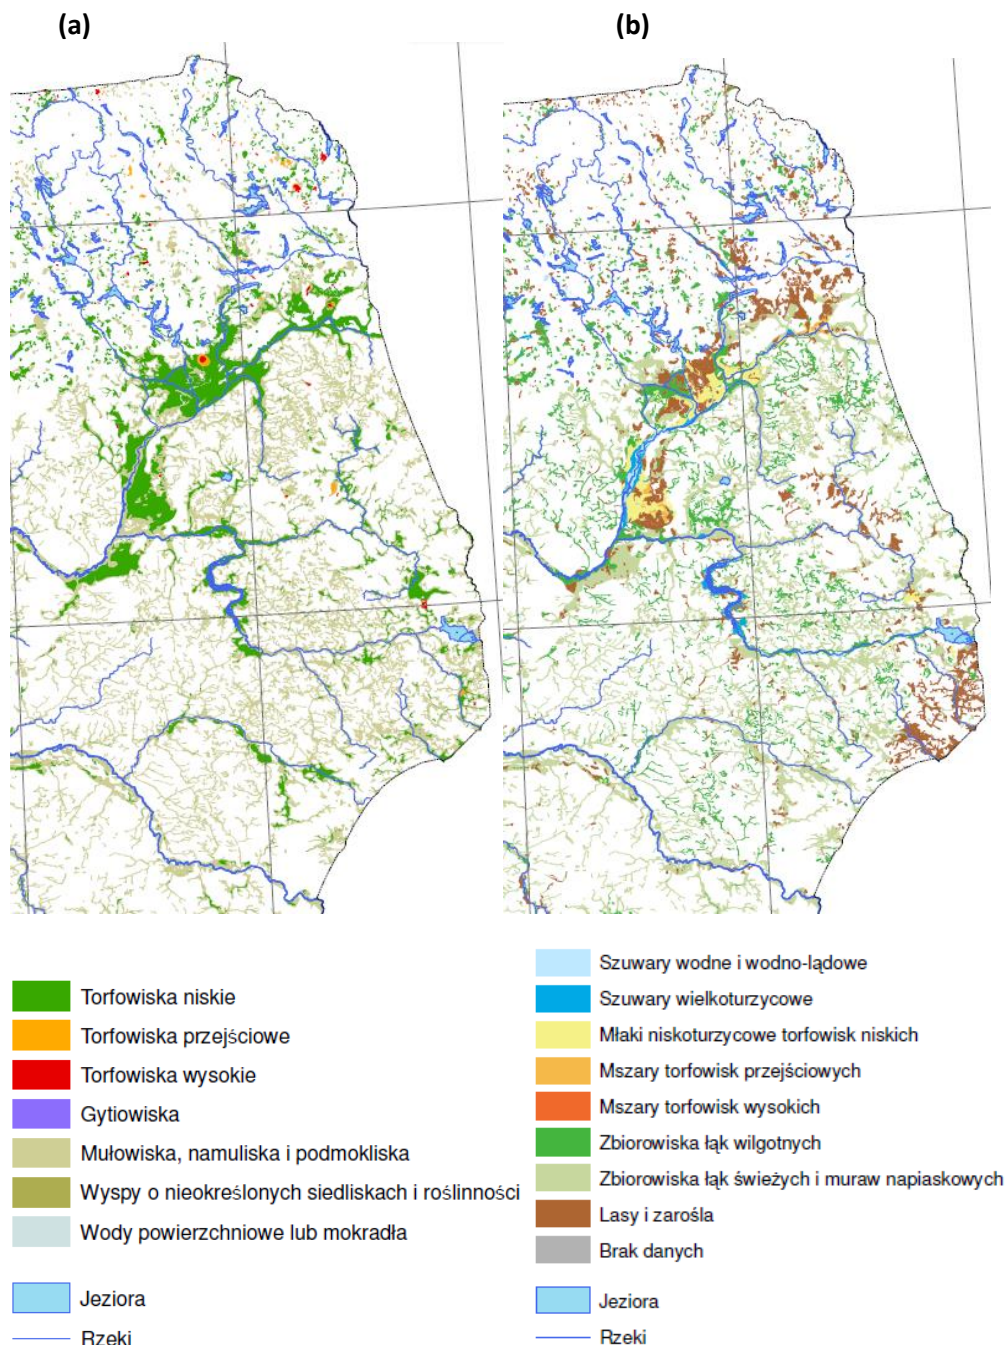 (a)
(b)
Torfowiska niskie
Torfowiska przejściowe
Torfowiska wysokie
Gytiowiska
Mułowiska, namuliska i podmokliska
Wyspy o nieokreślonych siedliskach i roślinności
Wody powierzchniowe lub mokradła
Jeziora
Rzeki
Szuwary wodne i wodno-lądowe
Szuwary wielkoturzycowe
Młaki niskoturzycowe torfowisk niskich
Mszary torfowisk przejściowych
Mszary torfowisk wysokich
Zbiorowiska łąk wilgotnych
Zbiorowiska łąk świeżych i muraw napiaskowych
Lasy i zarośla
Brak danych
Jeziora
Rzeki